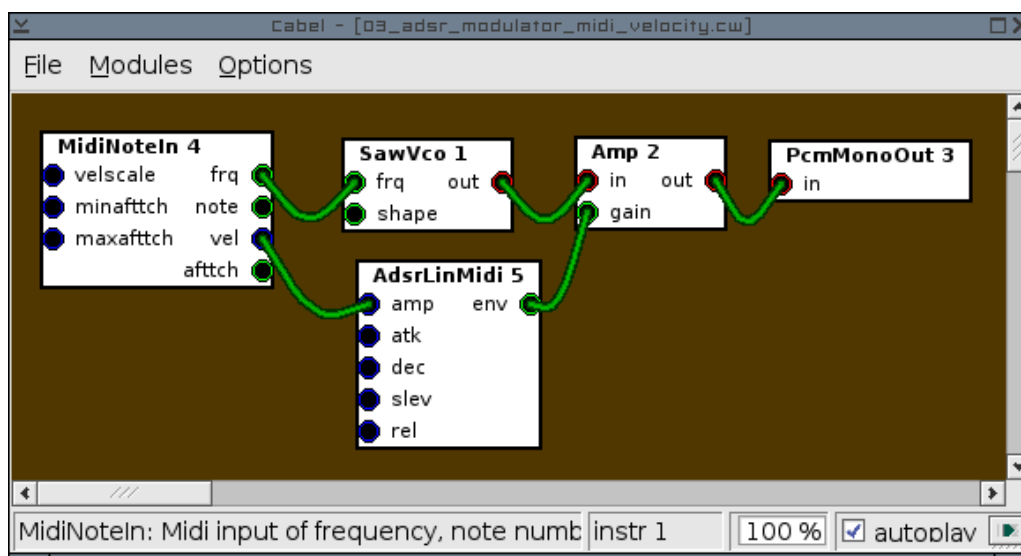 Cabel - [03_adsr_modulator_midi_velocity.cw]
File Modules Options
MidiNoteIn 4
velscale frq
minafttch note
maxafttch vel
afttch
SawVco 1
frq out
shape
Amp 2
in out
gain
PcmMonoOut 3
in
AdsrLinMidi 5
amp env
atk
dec
slev
rel
MidiNoteIn: Midi input of frequency, note numb instr 1 100 % autoplay